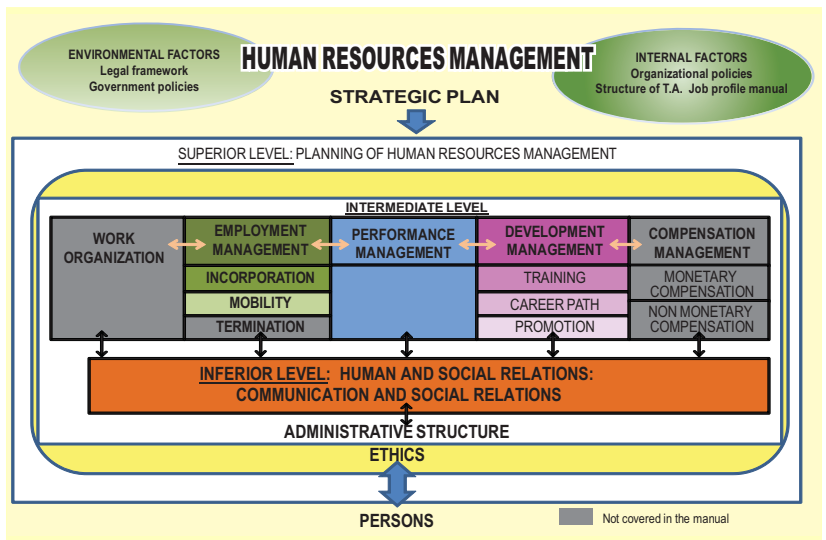 ENVIRONMENTAL FACTORS
Legal framework
Government policies
HUMAN RESOURCES MANAGEMENT
STRATEGIC PLAN
INTERNAL FACTORS
Organizational policies
Structure of T.A. Job profile manual
SUPERIOR LEVEL: PLANNING OF HUMAN RESOURCES MANAGEMENT
INTERMEDIATE LEVEL
WORK
ORGANIZATION
EMPLOYMENT
MANAGEMENT
INCORPORATION
MOBILITY
TERMINATION
PERFORMANCE
MANAGEMENT
DEVELOPMENT
MANAGEMENT
TRAINING
CAREER PATH
PROMOTION
COMPENSATION
MANAGEMENT
MONETARY
COMPENSATION
NON MONETARY
COMPENSATION
INFERIOR LEVEL: HUMAN AND SOCIAL RELATIONS:
COMMUNICATION AND SOCIAL RELATIONS
ADMINISTRATIVE STRUCTURE
ETHICS
PERSONS
Not covered in the manual